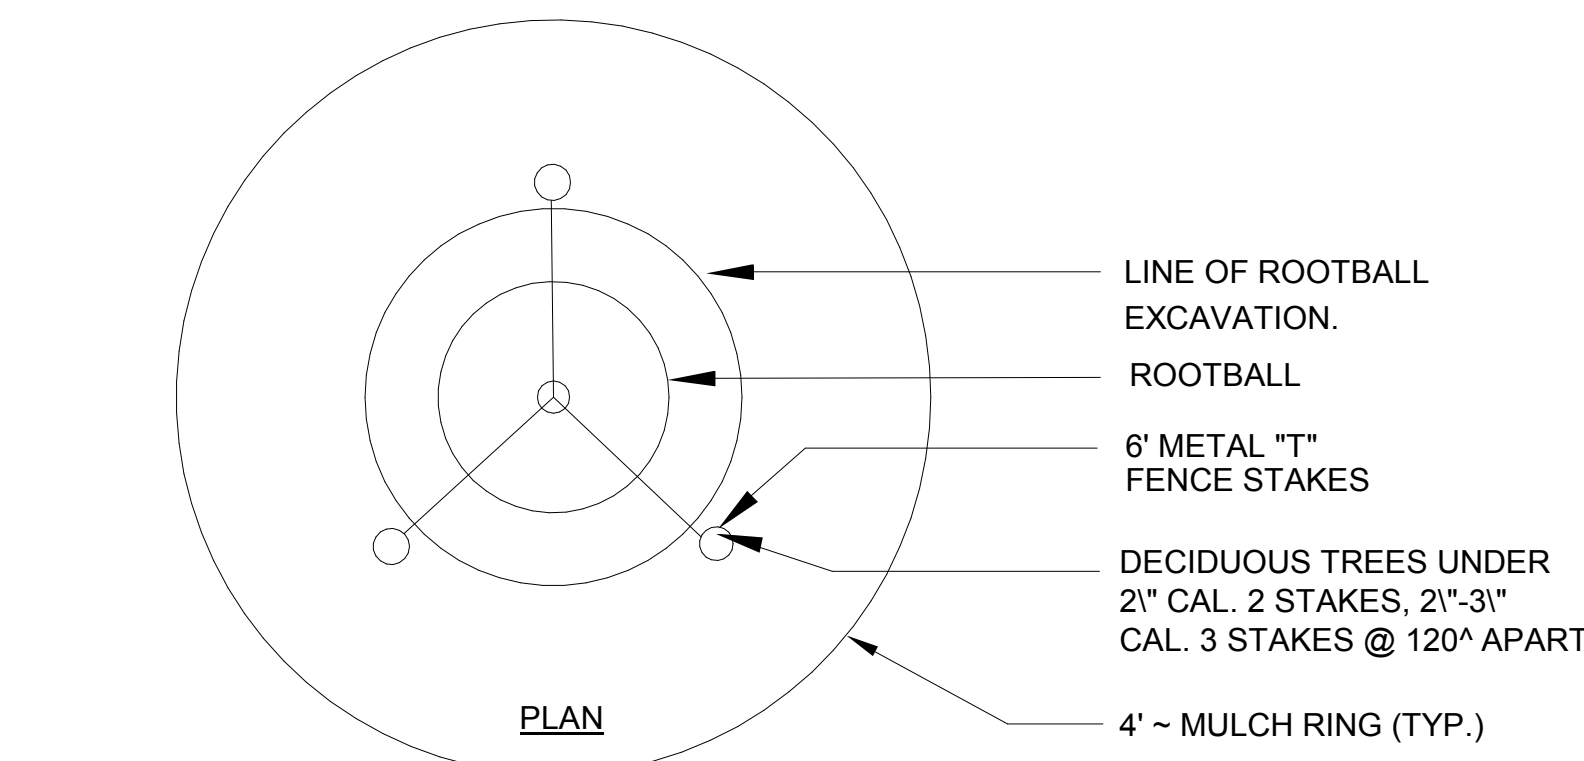 LINE OF ROOTBALL
EXCAVATION.
ROOTBALL
6' METAL "T"
FENCE STAKES
DECIDUOUS TREES UNDER
2\" CAL. 2 STAKES, 2\"-3\"
CAL. 3 STAKES @ 120^ APART
4' ~ MULCH RING (TYP.)
PLAN